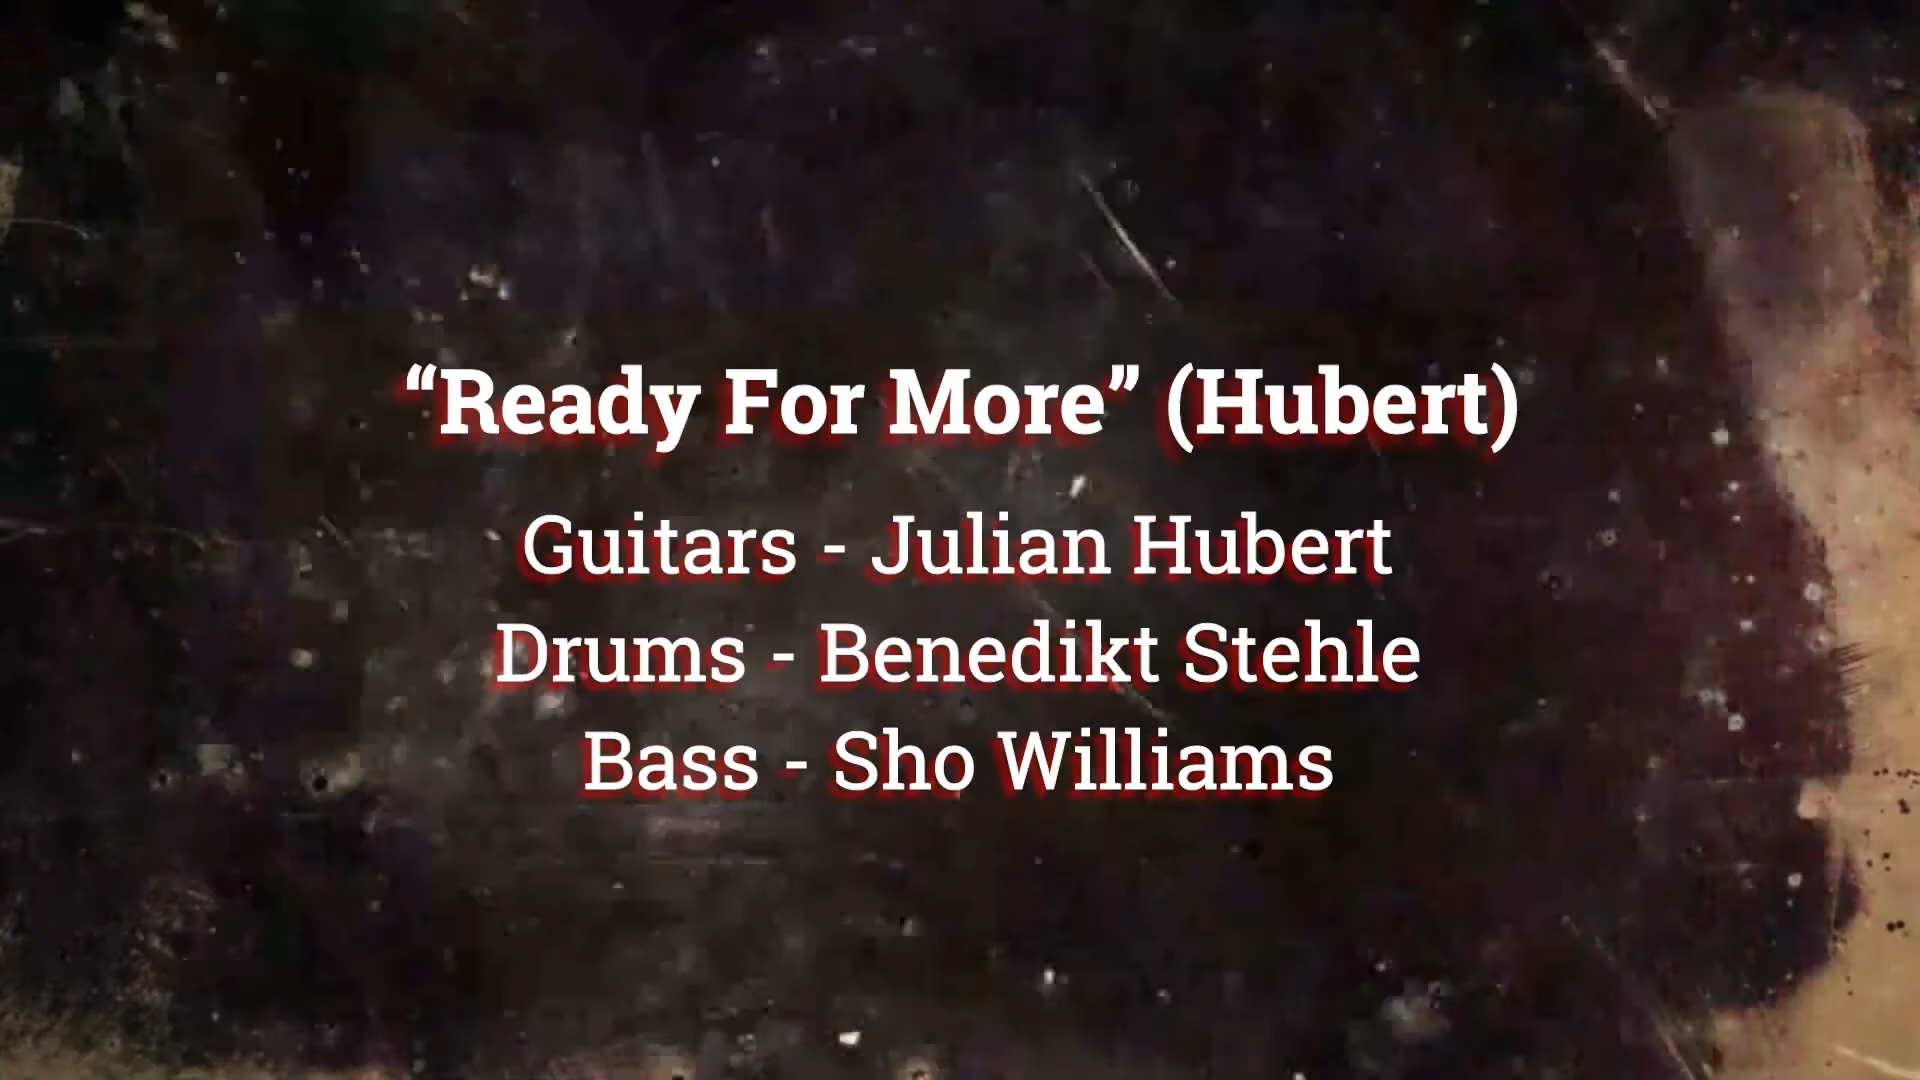 “Ready For More” (Hubert)
Guitars - Julian Hubert
Drums - Benedikt Stehle
Bass - Sho Williams